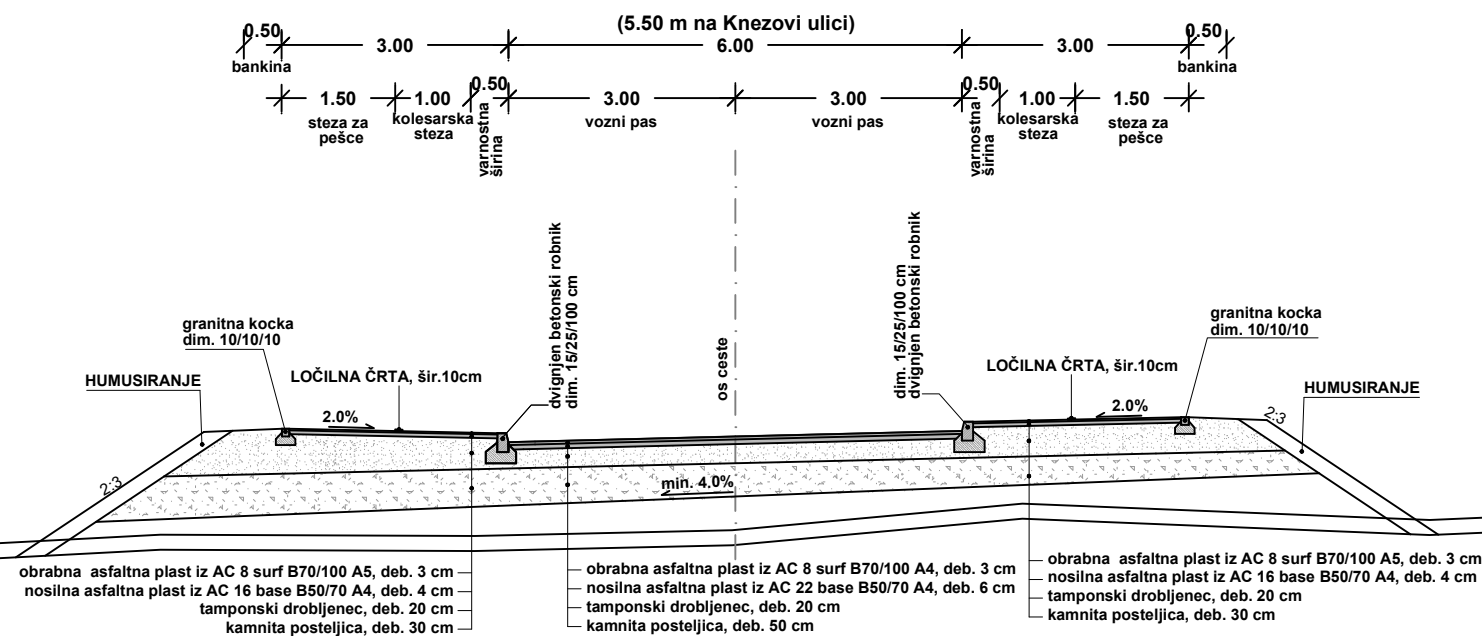 (5.50 m na Knezovi ulici)
0.50
3.00
6.00
3.00
0.50
bankina
bankina
1.50
1.00
0.50
3.00
3.00
0.50
1.00
1.50
steza za
pešce
kolesarska
steza
varnostna
širina
vozni pas
vozni pas
varnostna
širina
kolesarska
steza
steza za
pešce
granitna kocka
dim. 10/10/10
HUMUSIRANJE
LOČILNA ČRTA, šir.10cm
2.0%
dvignjen betonski robnik
dim. 15/25/100 cm
os ceste
dim. 15/25/100 cm
dvignjen betonski robnik
LOČILNA ČRTA, šir.10cm
2.0%
granitna kocka
dim. 10/10/10
HUMUSIRANJE
2:3
2:3
min. 4.0%
obrabna asfaltna plast iz AC 8 surf B70/100 A5, deb. 3 cm
nosilna asfaltna plast iz AC 16 base B50/70 A4, deb. 4 cm
tamponski drobljenec, deb. 20 cm
kamnita posteljica, deb. 30 cm
obrabna asfaltna plast iz AC 8 surf B70/100 A4, deb. 3 cm
nosilna asfaltna plast iz AC 22 base B50/70 A4, deb. 6 cm
tamponski drobljenec, deb. 20 cm
kamnita posteljica, deb. 50 cm
obrabna asfaltna plast iz AC 8 surf B70/100 A5, deb. 3 cm
nosilna asfaltna plast iz AC 16 base B50/70 A4, deb. 4 cm
tamponski drobljenec, deb. 20 cm
kamnita posteljica, deb. 30 cm